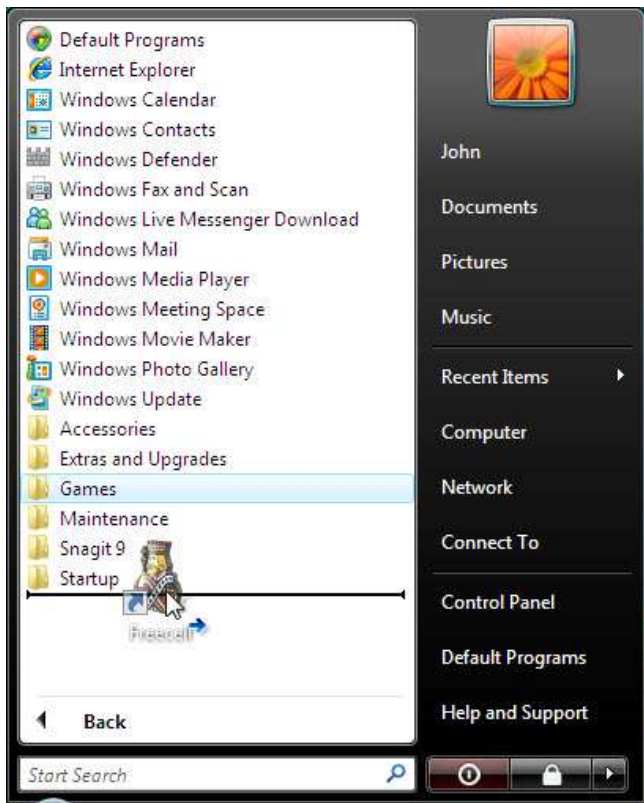 Default Programs
Internet Explorer
Windows Calendar
Windows Contacts
Windows Defender
Windows Fax and Scan
Windows Live Messenger Download
Windows Mail
Windows Media Player
Windows Meeting Space
Windows Movie Maker
Windows Photo Gallery
Windows Update
Accessories
Extras and Upgrades
Games
Maintenance
Snagit 9
Startup
Freecell
Back
Start Search
John
Documents
Pictures
Music
Recent Items
Computer
Network
Connect To
Control Panel
Default Programs
Help and Support